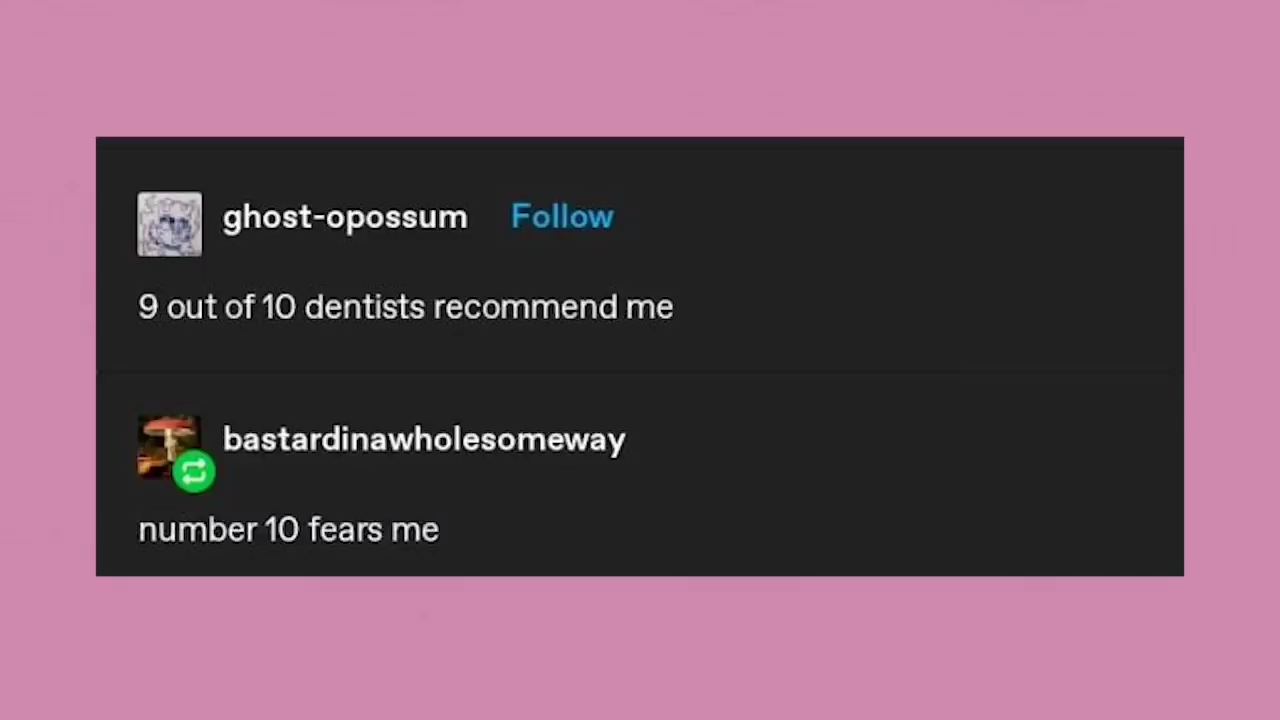 ghost-opossum Follow
9 out of 10 dentists recommend me
bastardinawholesomeway
number 10 fears me